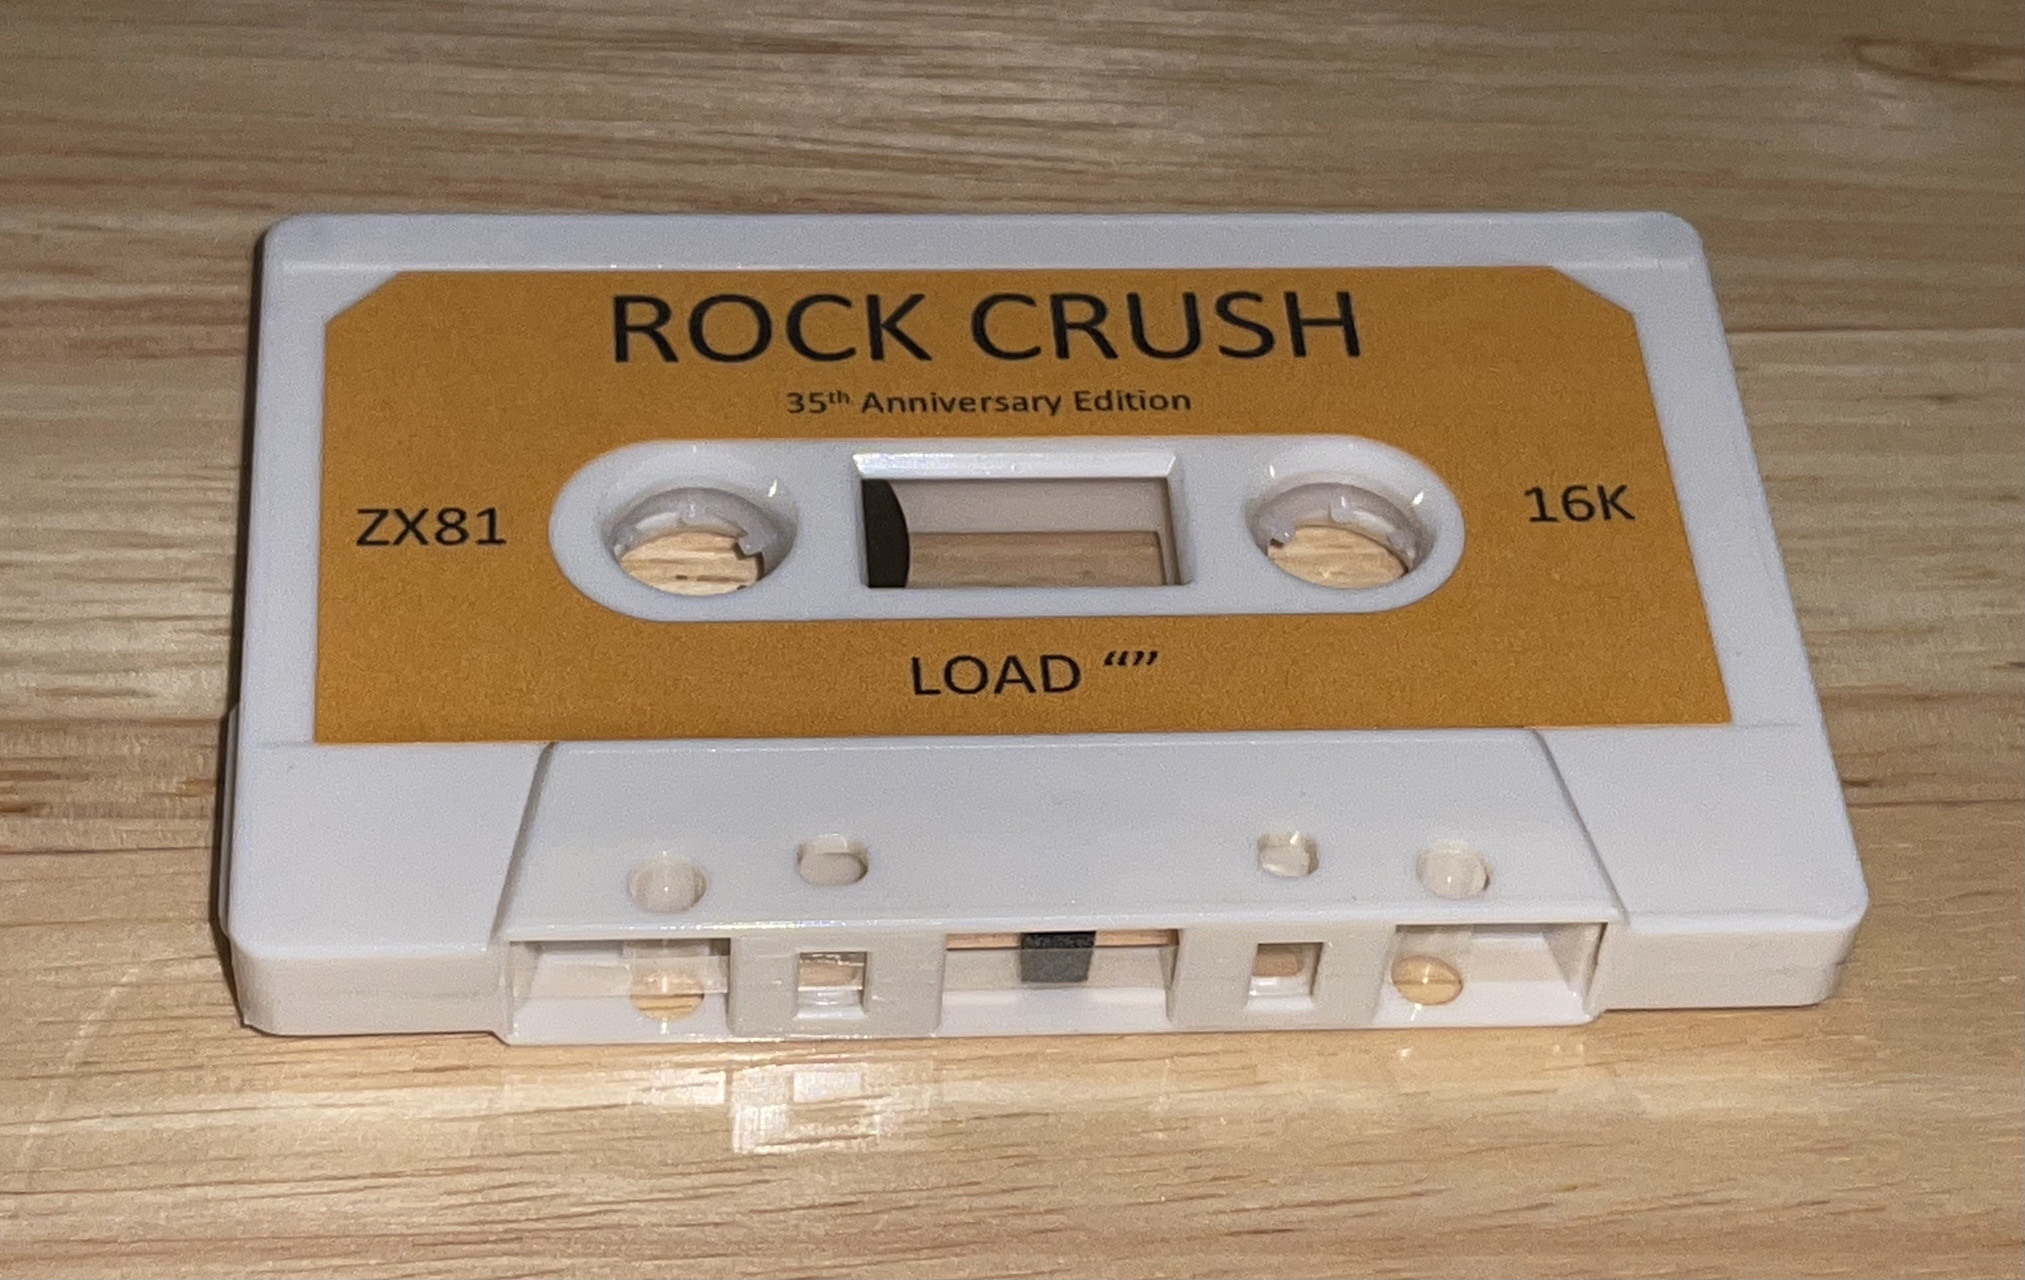 ROCK CRUSH
35th Anniversary Edition
ZX81
16K
LOAD “”